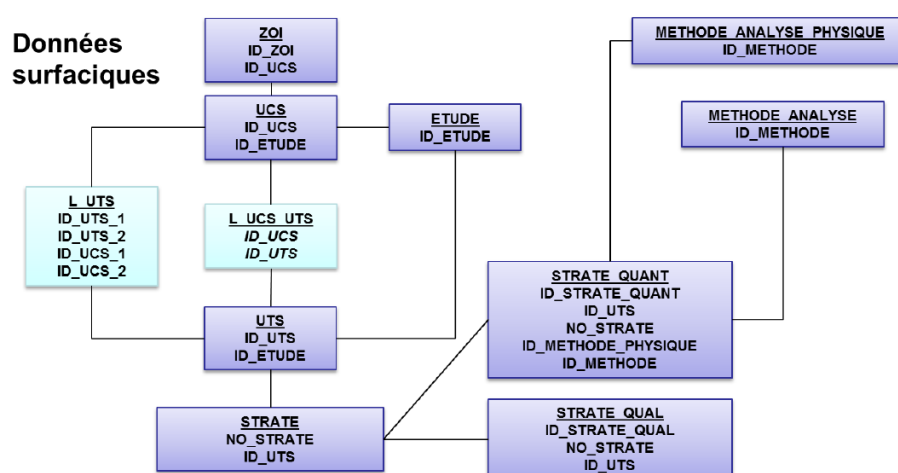 Données
surfaciques
ZOI
ID_ZOI
ID_UCS
METHODE_ANALYSE_PHYSIQUE
ID_METHODE
UCS
ID_UCS
ID_ETUDE
ETUDE
ID_ETUDE
METHODE_ANALYSE
ID_METHODE
L_UTS
ID_UTS_1
ID_UTS_2
ID_UCS_1
ID_UCS_2
L_UCS_UTS
ID_UCS
ID_UTS
UTS
ID_UTS
ID_ETUDE
STRATE_QUANT
ID_STRATE_QUANT
ID_UTS
NO_STRATE
ID_METHODE_PHYSIQUE
ID_METHODE
STRATE
NO_STRATE
ID_UTS
STRATE_QUAL
ID_STRATE_QUAL
NO_STRATE
ID_UTS